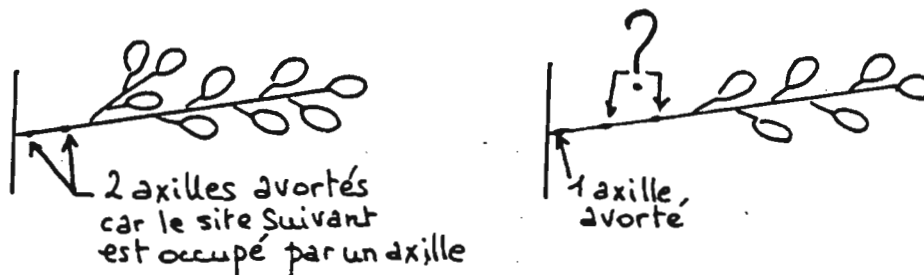 ?
2 axilles avortés
car le site Suivant
est occupé par un axille
1 axille
avorté